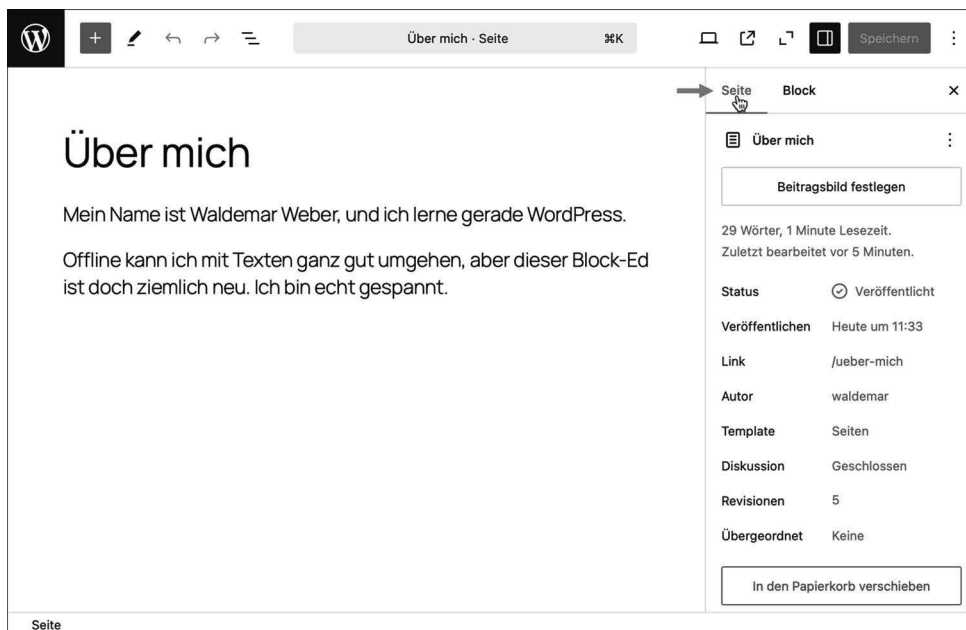 Über mich · Seite ⌘K
Speichern
Seite Block
Über mich
Mein Name ist Waldemar Weber, und ich lerne gerade WordPress.
Offline kann ich mit Texten ganz gut umgehen, aber dieser Block-Ed
ist doch ziemlich neu. Ich bin echt gespannt.
Über mich
Beitragsbild festlegen
29 Wörter, 1 Minute Lesezeit.
Zuletzt bearbeitet vor 5 Minuten.
Status Veröffentlicht
Veröffentlichen Heute um 11:33
Link /ueber-mich
Autor waldemar
Template Seiten
Diskussion Geschlossen
Revisionen 5
Übergeordnet Keine
In den Papierkorb verschieben
Seite